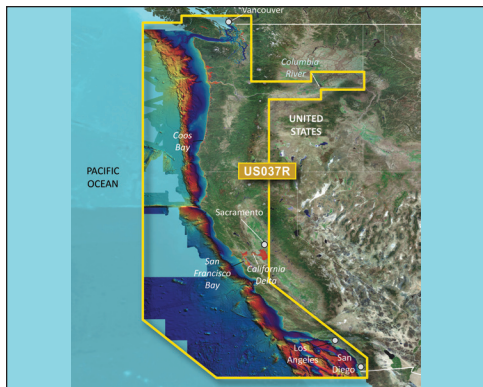 Vancouver
Columbia
River
UNITED
STATES
Caos
Bay
PACIFIC
OCEAN
US037R
Sacramento
San
Francisco
Bay
California
Delta
Los
Angeles
San
Diego